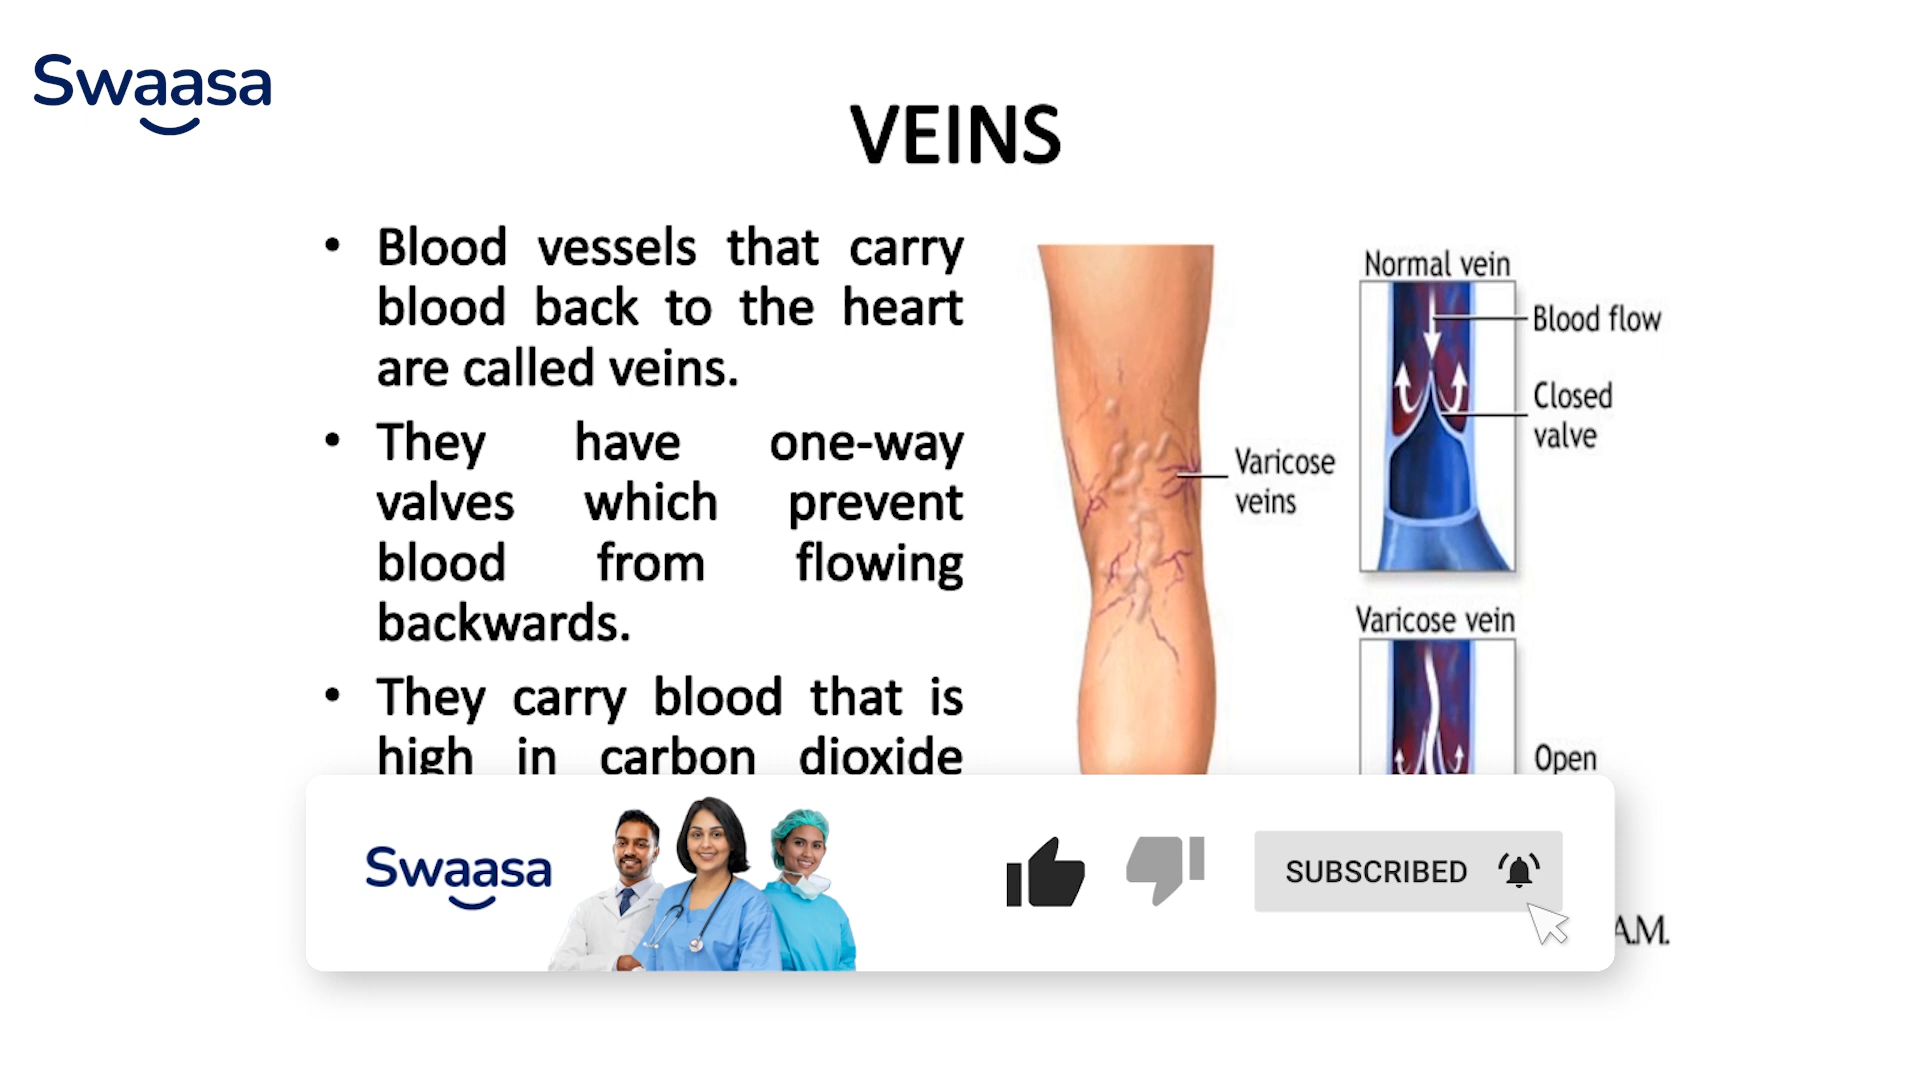 Swaasa
VEINS
• Blood vessels that carry
blood back to the heart
are called veins.
• They have one-way
valves which prevent
blood from flowing
backwards.
• They carry blood that is
high in carbon dioxide
Normal vein
Blood flow
Closed
valve
Varicose
veins
Varicose vein
Open
Swaasa
SUBSCRIBED
A.M.